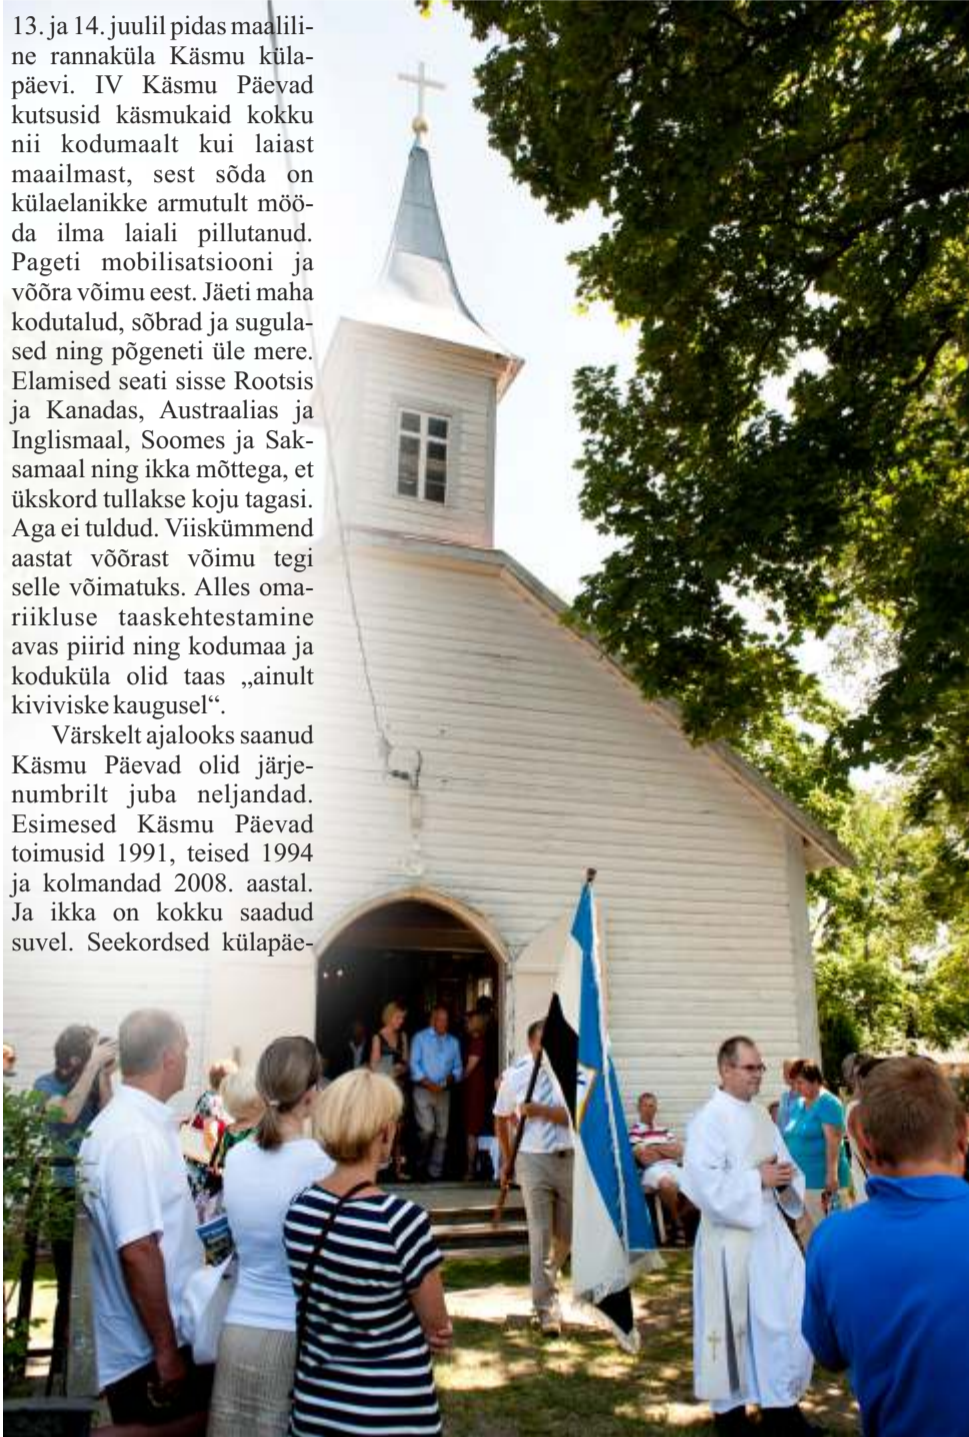 13. ja 14. juulil pidas maalili-
ne rannaküla Käsmu küla-
päevi. IV Käsmu Päevad
kutsusid käsmukaid kokku
nii kodumaalt kui laiast
maailmast, sest sõda on
külaelanikke armutult möö-
da ilma laiali pillutanud.
Pageti mobilisatsiooni ja
võõra võimu eest. Jäeti maha
kodutalud, sõbrad ja sugula-
sed ning põgeneti üle mere.
Elamised seati sisse Rootsis
ja Kanadas, Austraalias ja
Inglismaal, Soomes ja Sak-
samaal ning ikka mõttega, et
ükskord tullakse koju tagasi.
Aga ei tuldud. Viiskümmend
aastat võõrast võimu tegi
selle võimatuks. Alles oma-
riikluse taaskehtestamine
avas piirid ning kodumaa ja
koduküla olid taas „ainult
kiviviske kaugusel“.
Värskelt ajalooks saanud
Käsmu Päevad olid järje-
numbrilt juba neljandad.
Esimesed Käsmu Päevad
toimusid 1991, teised 1994
ja kolmandad 2008. aastal.
Ja ikka on kokku saadud
suvel. Seekordsed külapäe-